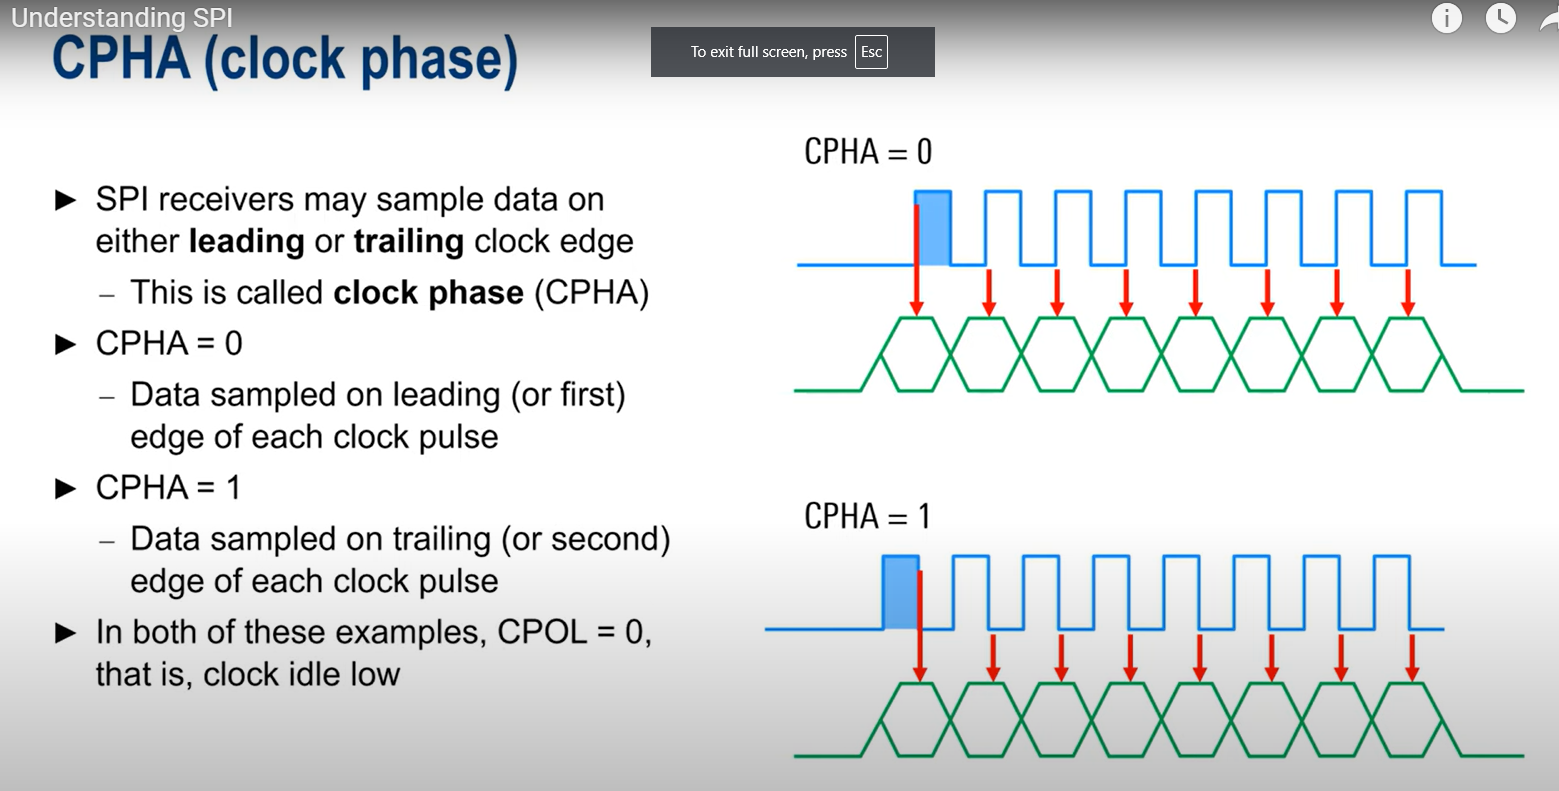 Understanding SPI
CPHA (clock phase)
To exit full screen, press Esc
► SPI receivers may sample data on
either leading or trailing clock edge
– This is called clock phase (CPHA)
► CPHA = 0
– Data sampled on leading (or first)
edge of each clock pulse
► CPHA = 1
– Data sampled on trailing (or second)
edge of each clock pulse
► In both of these examples, CPOL = 0,
that is, clock idle low
CPHA = 0
CPHA = 1